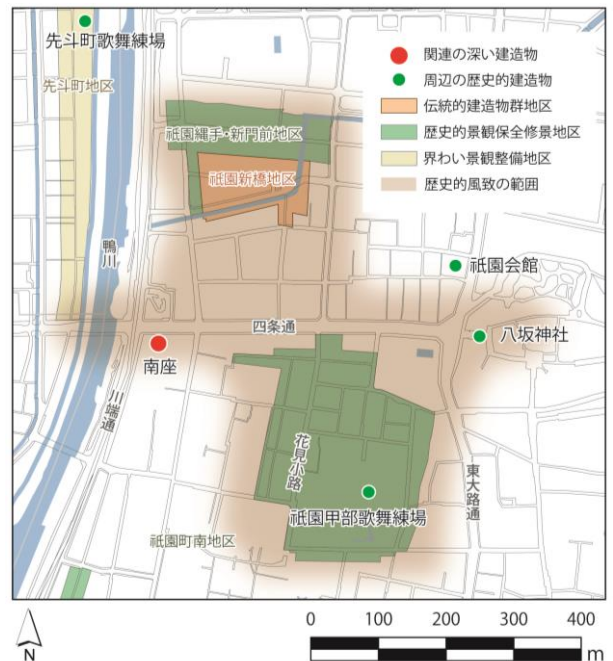 先斗町歌舞練場
先斗町地区
関連の深い建造物
周辺の歴史的建造物
伝統的建造物群地区
歴史的景観保全修景地区
界わい景観整備地区
歴史的風致の範囲
祇園縄手・新門前地区
祇園新橋地区
鴨川
祇園会館
四条通
八坂神社
南座
川端通
花見小路
東大路通
祇園甲部歌舞練場
祇園町南地区
N
0 100 200 300 400
m